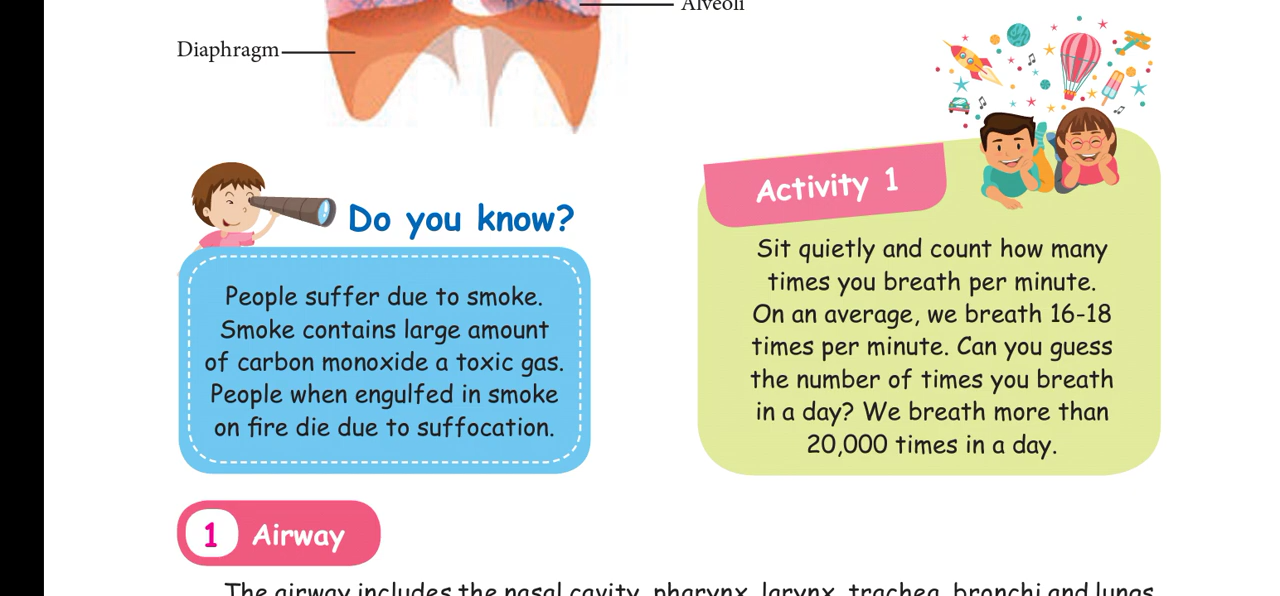 Alveoli
Diaphragm
Do you know?
People suffer due to smoke.
Smoke contains large amount
of carbon monoxide a toxic gas.
People when engulfed in smoke
on fire die due to suffocation.
Activity 1
Sit quietly and count how many
times you breath per minute.
On an average, we breath 16-18
times per minute. Can you guess
the number of times you breath
in a day? We breath more than
20,000 times in a day.
1 Airway
The airway includes the nasal cavity, pharynx, larynx, trachea, bronchi and lungs